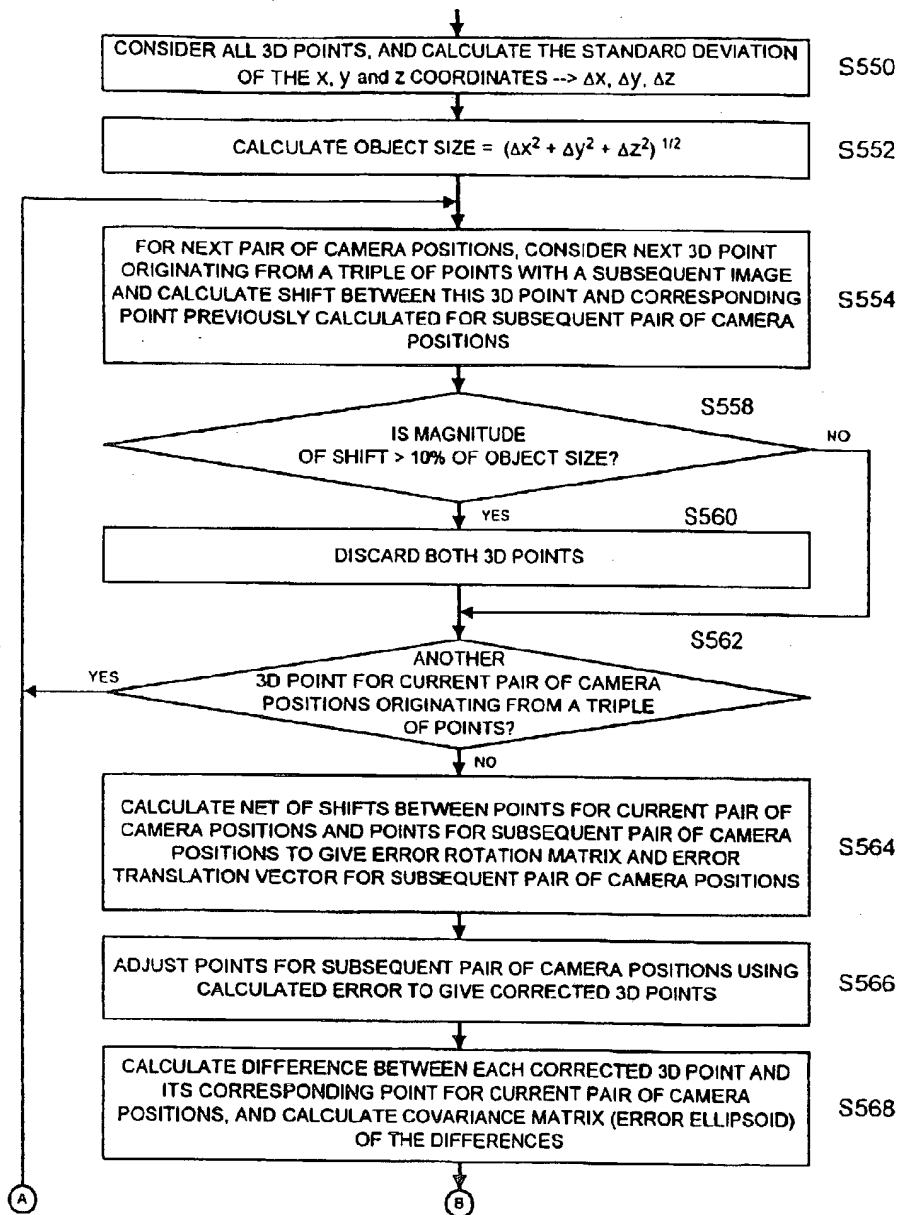 CONSIDER ALL 3D POINTS, AND CALCULATE THE STANDARD DEVIATION
OF THE x, y and z COORDINATES --> Δx, Δy, Δz
S550
CALCULATE OBJECT SIZE = (Δx² + Δy² + Δz²) ¹/²
S552
FOR NEXT PAIR OF CAMERA POSITIONS, CONSIDER NEXT 3D POINT
ORIGINATING FROM A TRIPLE OF POINTS WITH A SUBSEQUENT IMAGE
AND CALCULATE SHIFT BETWEEN THIS 3D POINT AND CORRESPONDING
POINT PREVIOUSLY CALCULATED FOR SUBSEQUENT PAIR OF CAMERA
POSITIONS
S554
S558
IS MAGNITUDE
OF SHIFT > 10% OF OBJECT SIZE?
NO
YES
S560
DISCARD BOTH 3D POINTS
S562
ANOTHER
3D POINT FOR CURRENT PAIR OF CAMERA
POSITIONS ORIGINATING FROM A TRIPLE
OF POINTS?
YES
NO
CALCULATE NET OF SHIFTS BETWEEN POINTS FOR CURRENT PAIR OF
CAMERA POSITIONS AND POINTS FOR SUBSEQUENT PAIR OF CAMERA
POSITIONS TO GIVE ERROR ROTATION MATRIX AND ERROR
TRANSLATION VECTOR FOR SUBSEQUENT PAIR OF CAMERA POSITIONS
S564
ADJUST POINTS FOR SUBSEQUENT PAIR OF CAMERA POSITIONS USING
CALCULATED ERROR TO GIVE CORRECTED 3D POINTS
S566
CALCULATE DIFFERENCE BETWEEN EACH CORRECTED 3D POINT AND
ITS CORRESPONDING POINT FOR CURRENT PAIR OF CAMERA
POSITIONS, AND CALCULATE COVARIANCE MATRIX (ERROR ELLIPSOID)
OF THE DIFFERENCES
S568
A
B